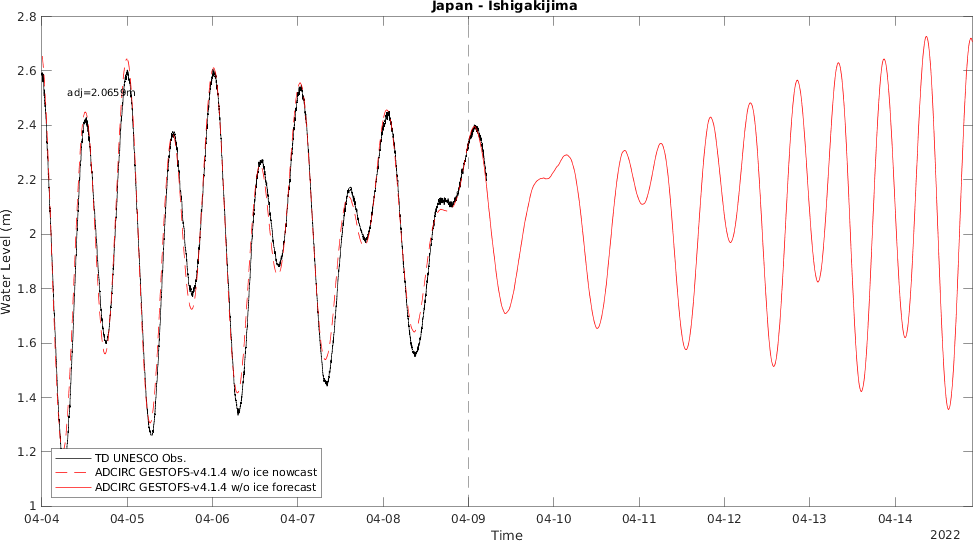 Japan - Ishigakijima
2.8
2.6
adj=2.0659m
2.4
2.2
2
1.8
1.6
1.4
1.2
1
Water Level (m)
TD UNESCO Obs.
ADCIRC GESTOFS-v4.1.4 w/o ice nowcast
ADCIRC GESTOFS-v4.1.4 w/o ice forecast
04-04 04-05 04-06 04-07 04-08 04-09 04-10 04-11 04-12 04-13 04-14
Time
2022